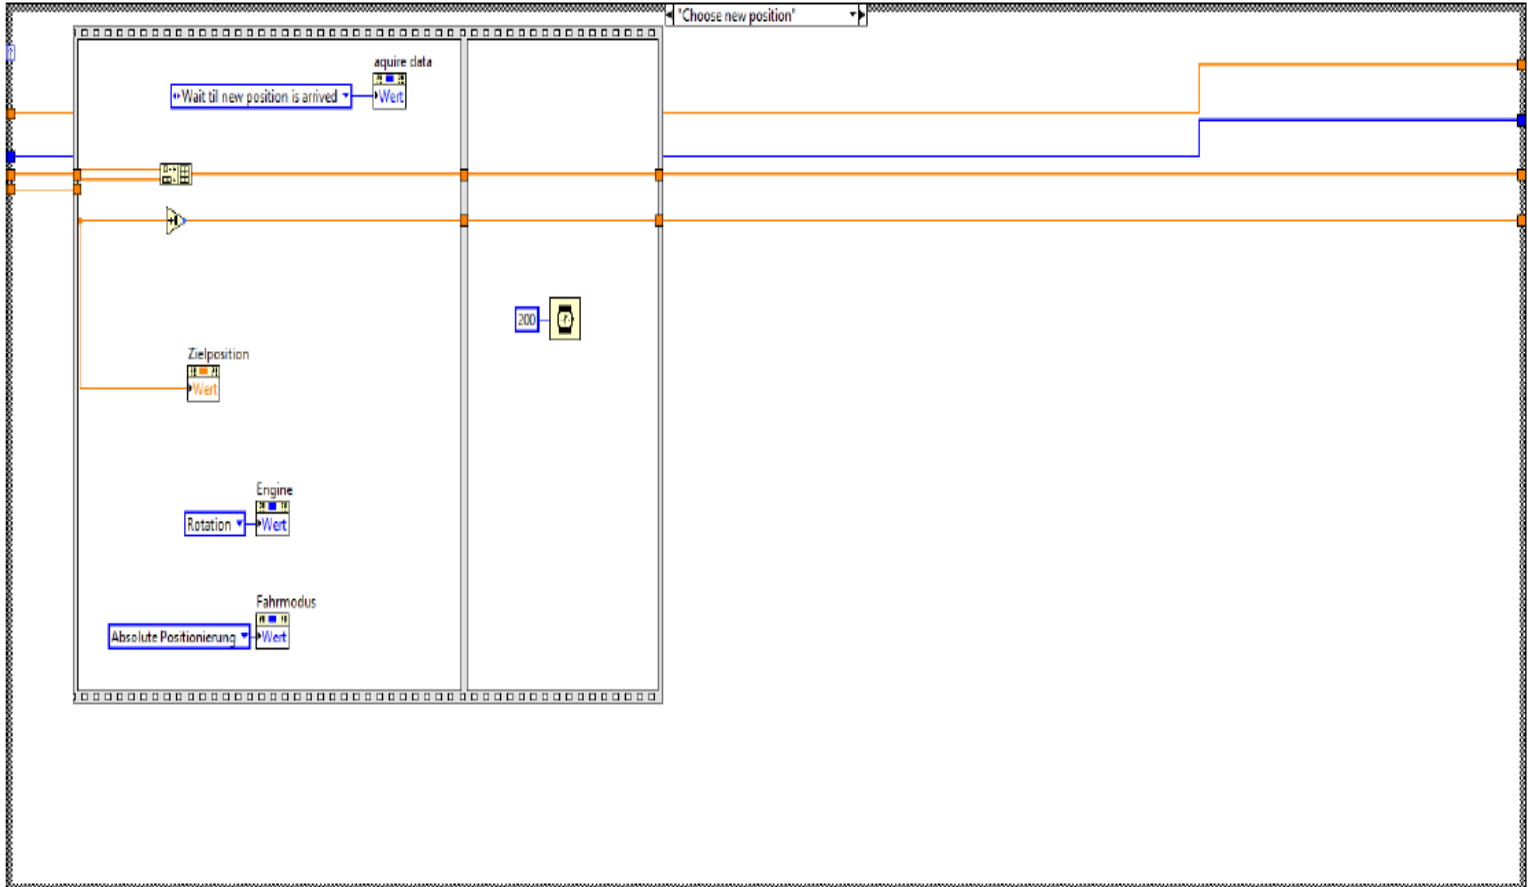 "Choose new position"
aquire data
Wait til new position is arrived
Wert
200
Zielposition
Wert
Engine
Rotation
Wert
Fahrmodus
Absolute Positionierung
Wert